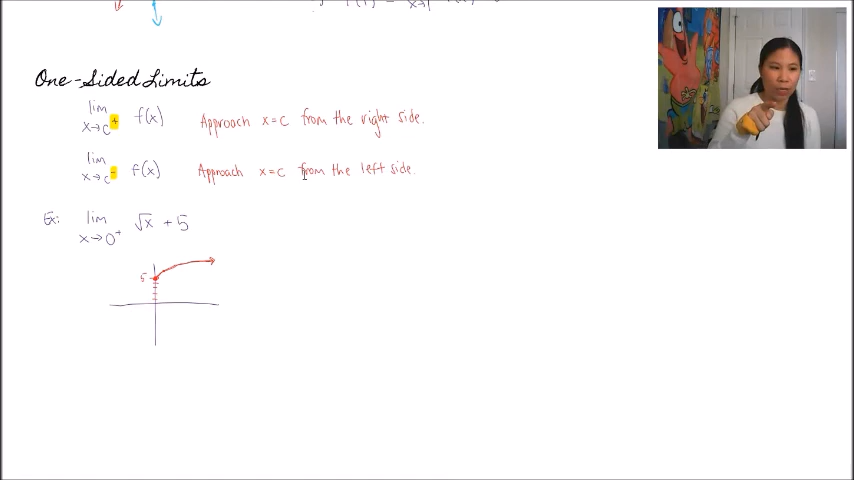 One-Sided Limits
lim x→c⁺ f(x) Approach x=c from the right side.
lim x→c⁻ f(x) Approach x=c from the left side.
Ex: lim x→0⁺ √x + 5
5